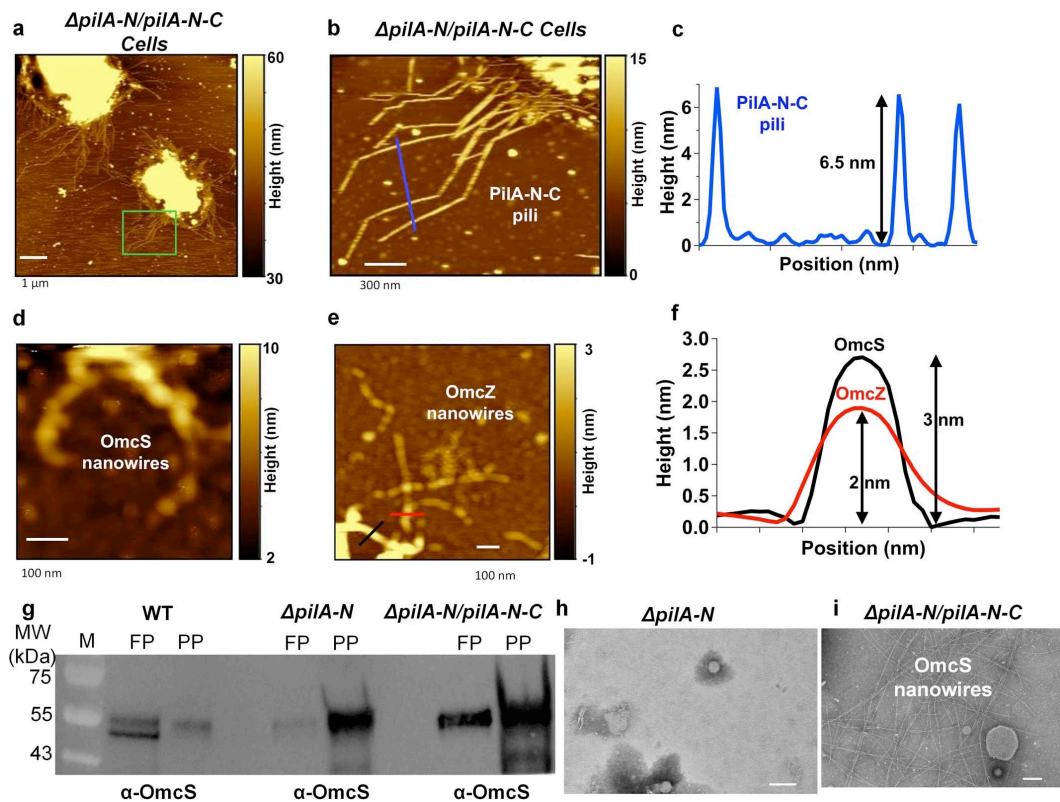 a
ΔpilA-N/pilA-N-C
Cells
60
Height (nm)
30
1 μm
b
ΔpilA-N/pilA-N-C Cells
PilA-N-C
pili
15
Height (nm)
0
300 nm
c
PilA-N-C
pili
6.5 nm
6
4
2
0
Position (nm)
d
OmcS
nanowires
10
Height (nm)
2
100 nm
e
OmcZ
nanowires
3
Height (nm)
-1
100 nm
f
Height (nm)
3.0
2.5
2.0
1.5
1.0
0.5
0.0
OmcS
OmcZ
3 nm
2 nm
Position (nm)
g
WT
ΔpilA-N
ΔpilA-N/pilA-N-C
MW
(kDa)
M
FP
PP
FP
PP
FP
PP
75
55
43
α-OmcS
α-OmcS
α-OmcS
h
ΔpilA-N
i
ΔpilA-N/pilA-N-C
OmcS
nanowires